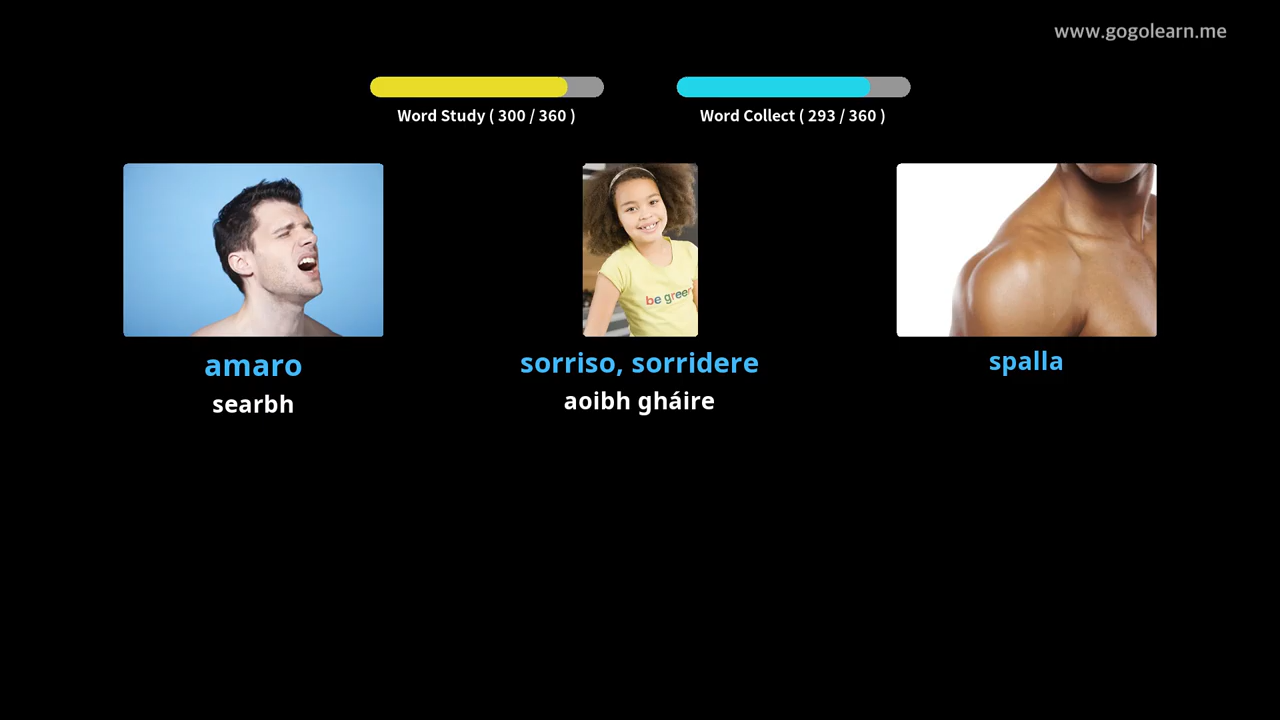 www.gogolearn.me
Word Study ( 300 / 360 )
Word Collect ( 293 / 360 )
be green
amaro
sorriso, sorridere
spalla
searbh
aoibh gháire